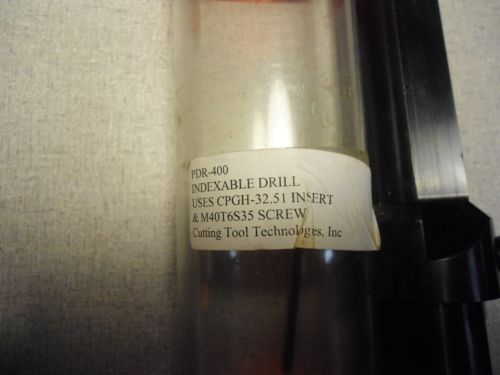 PDR-400
INDEXABLE DRILL
USES CPGH-32.51 INSERT
& M40T6S35 SCREW
Cutting Tool Technologies, Inc